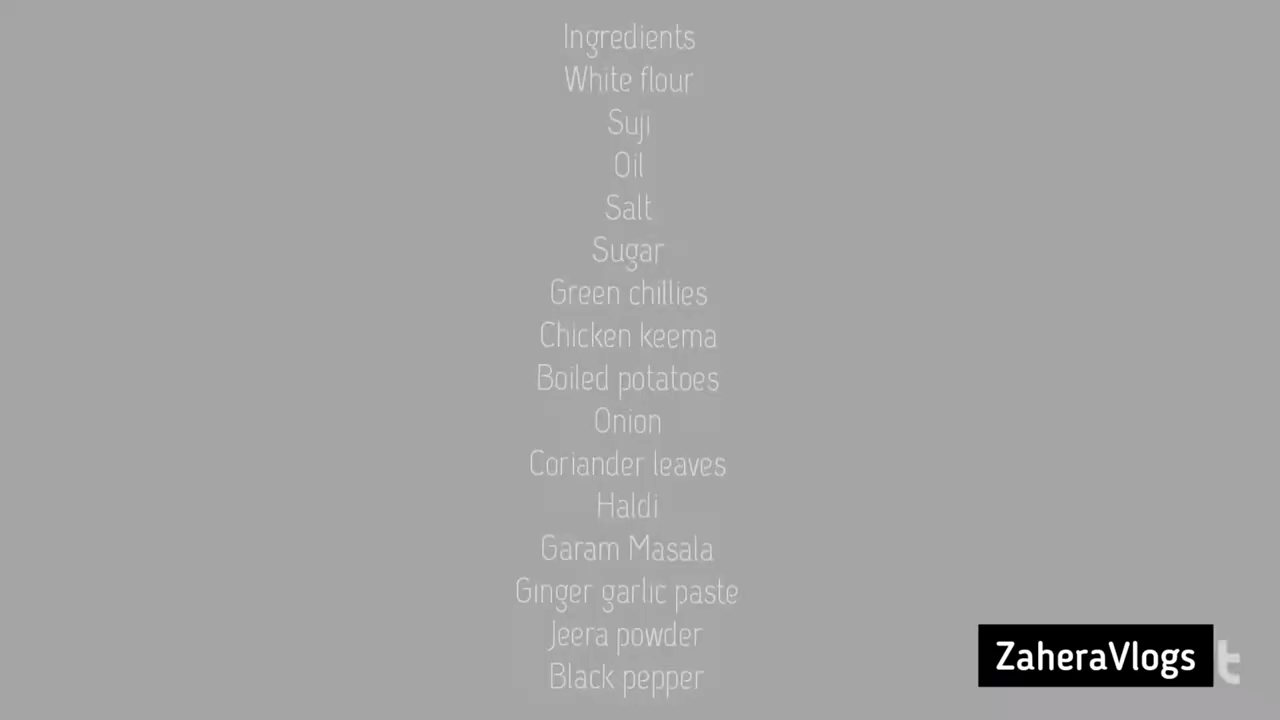 Ingredients
White flour
Suji
Oil
Salt
Sugar
Green chillies
Chicken keema
Boiled potatoes
Onion
Coriander leaves
Haldi
Garam Masala
Ginger garlic paste
Jeera powder
Black pepper
ZaheraVlogs
t